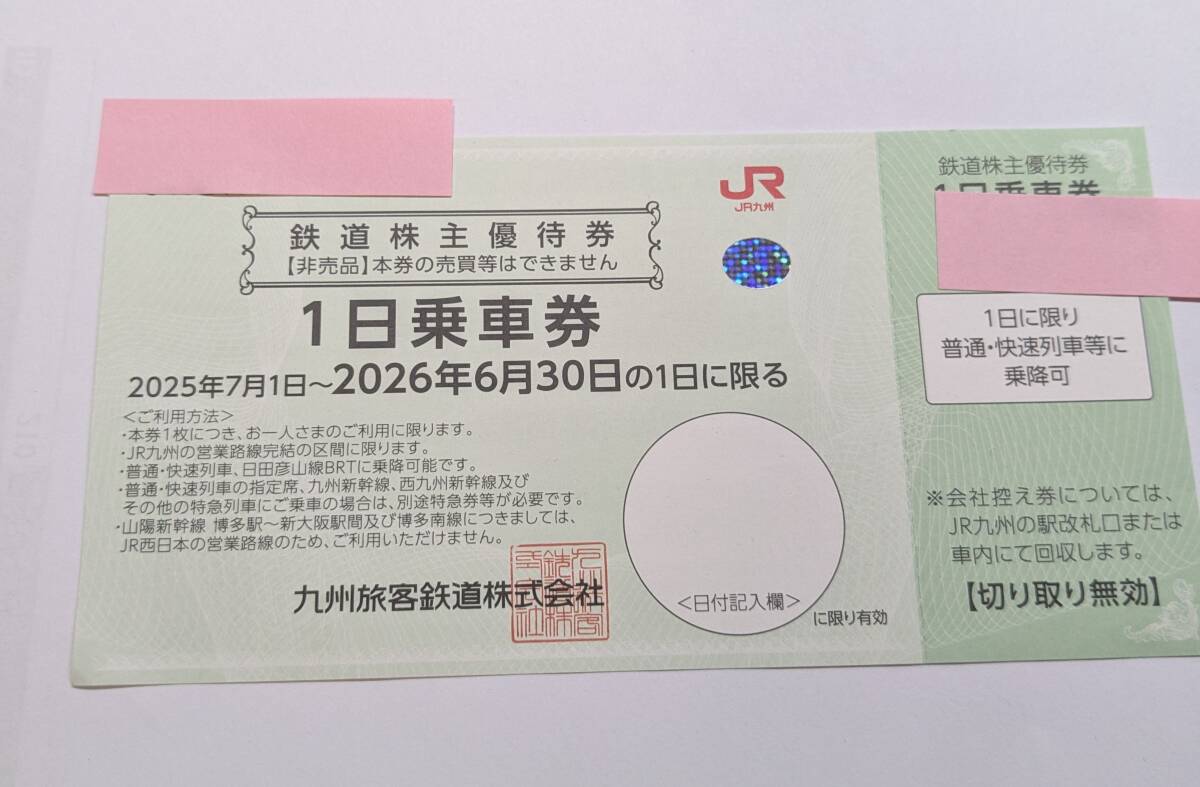 JR
JR九州
鉄道株主優待券
【非売品】本券の売買等はできません
1日乗車券
2025年7月1日～2026年6月30日の1日に限る
＜ご利用方法＞
・本券1枚につき、お一人さまのご利用に限ります。
・JR九州の営業路線完結の区間に限ります。
・普通・快速列車、日田彦山線BRTに乗降可能です。
・普通・快速列車の指定席、九州新幹線、西九州新幹線及び
その他の特急列車にご乗車の場合は、別途特急券等が必要です。
・山陽新幹線 博多駅～新大阪駅間及び博多南線につきましては、
JR西日本の営業路線のため、ご利用いただけません。
九州旅客鉄道株式会社
＜日付記入欄＞
に限り有効
鉄道株主優待券
1日乗車券
1日に限り
普通・快速列車等に
乗降可
※会社控え券については、
JR九州の駅改札口または
車内にて回収します。
【切り取り無効】